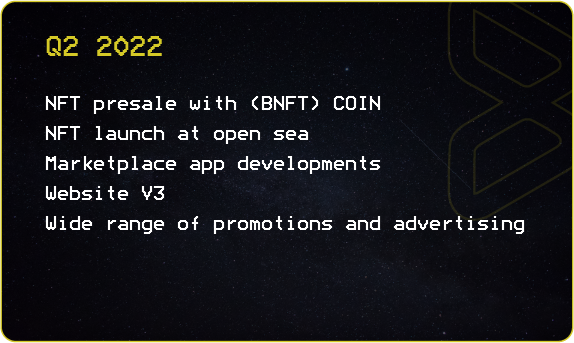 Q2 2022
NFT presale with (BNFT) COIN
NFT launch at open sea
Marketplace app developments
Website V3
Wide range of promotions and advertising